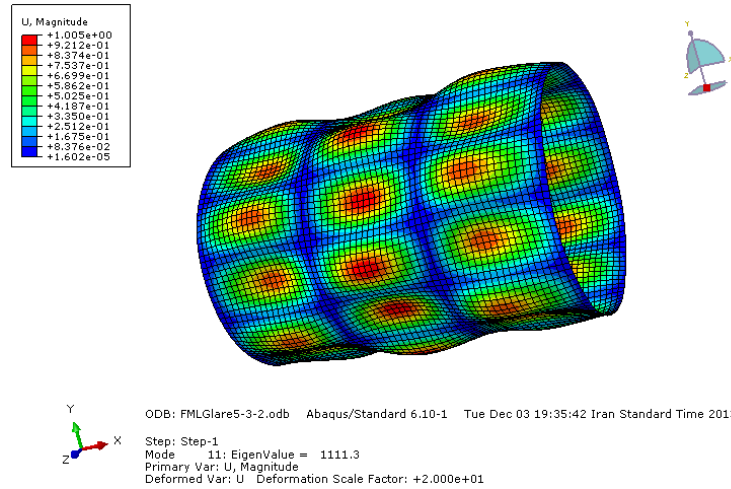 U, Magnitude
+1.005e+00
+9.212e-01
+8.374e-01
+7.537e-01
+6.699e-01
+5.862e-01
+5.025e-01
+4.187e-01
+3.350e-01
+2.512e-01
+1.675e-01
+8.376e-02
+1.602e-05
Y
Z
Y
X
Z
ODB: FMLGlare5-3-2.odb Abaqus/Standard 6.10-1 Tue Dec 03 19:35:42 Iran Standard Time 201
Step: Step-1
Mode 11: EigenValue = 1111.3
Primary Var: U, Magnitude
Deformed Var: U Deformation Scale Factor: +2.000e+01